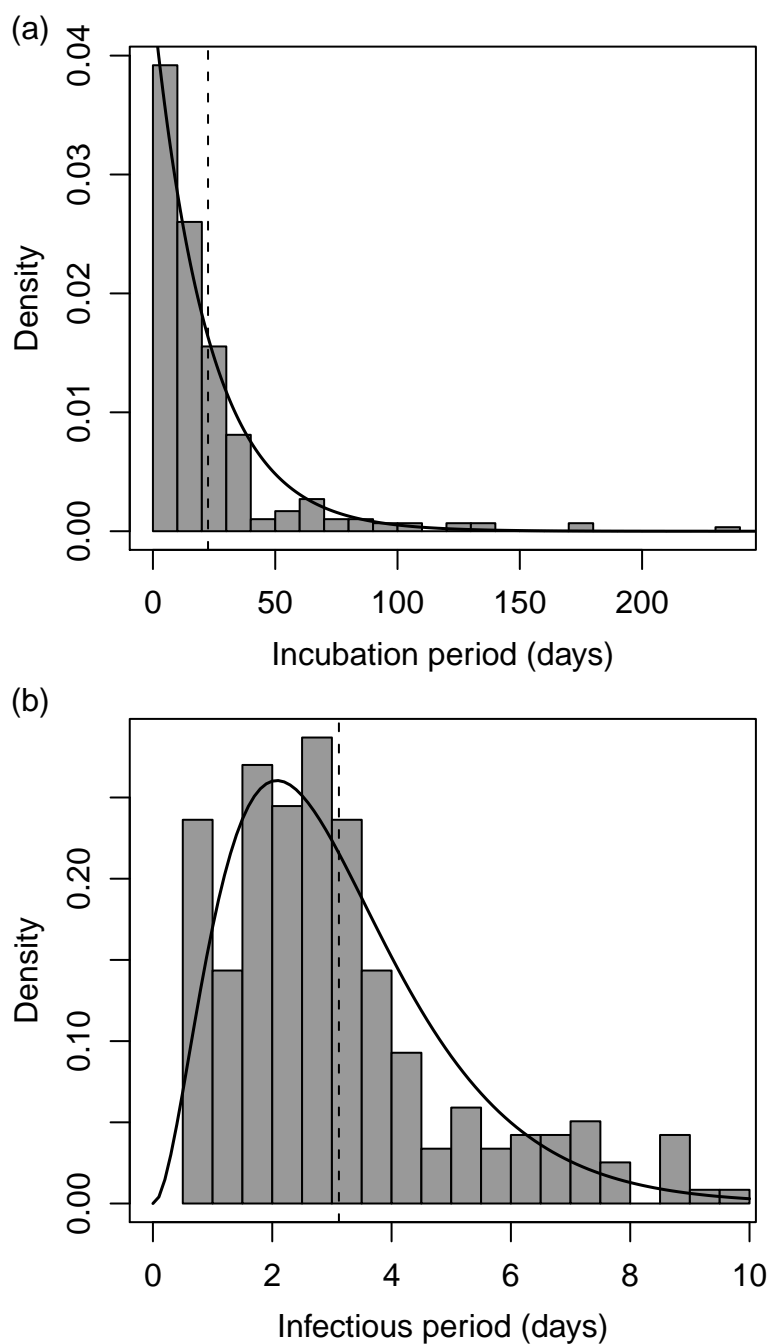 (a)
0.04
0.03
0.02
0.01
0.00
Density
0 50 100 150 200
Incubation period (days)
(b)
0.20
0.10
0.00
Density
0 2 4 6 8 10
Infectious period (days)